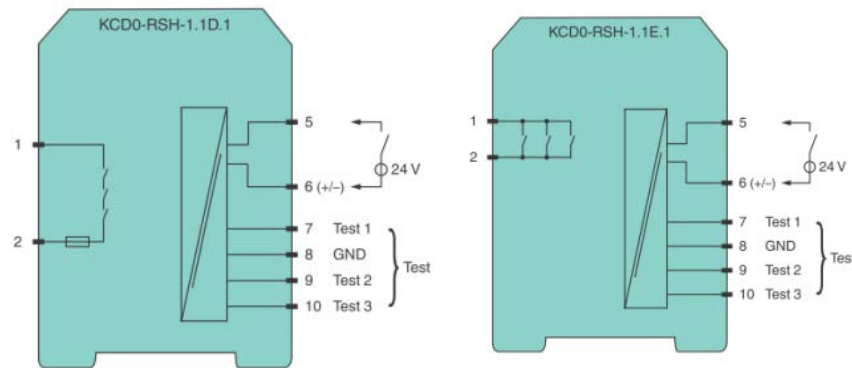 KCD0-RSH-1.1D.1
1
2
5
24 V
6 (+/–)
7 Test 1
8 GND
9 Test 2
10 Test 3
Test
KCD0-RSH-1.1E.1
1
2
5
24 V
6 (+/–)
7 Test 1
8 GND
9 Test 2
10 Test 3
Test